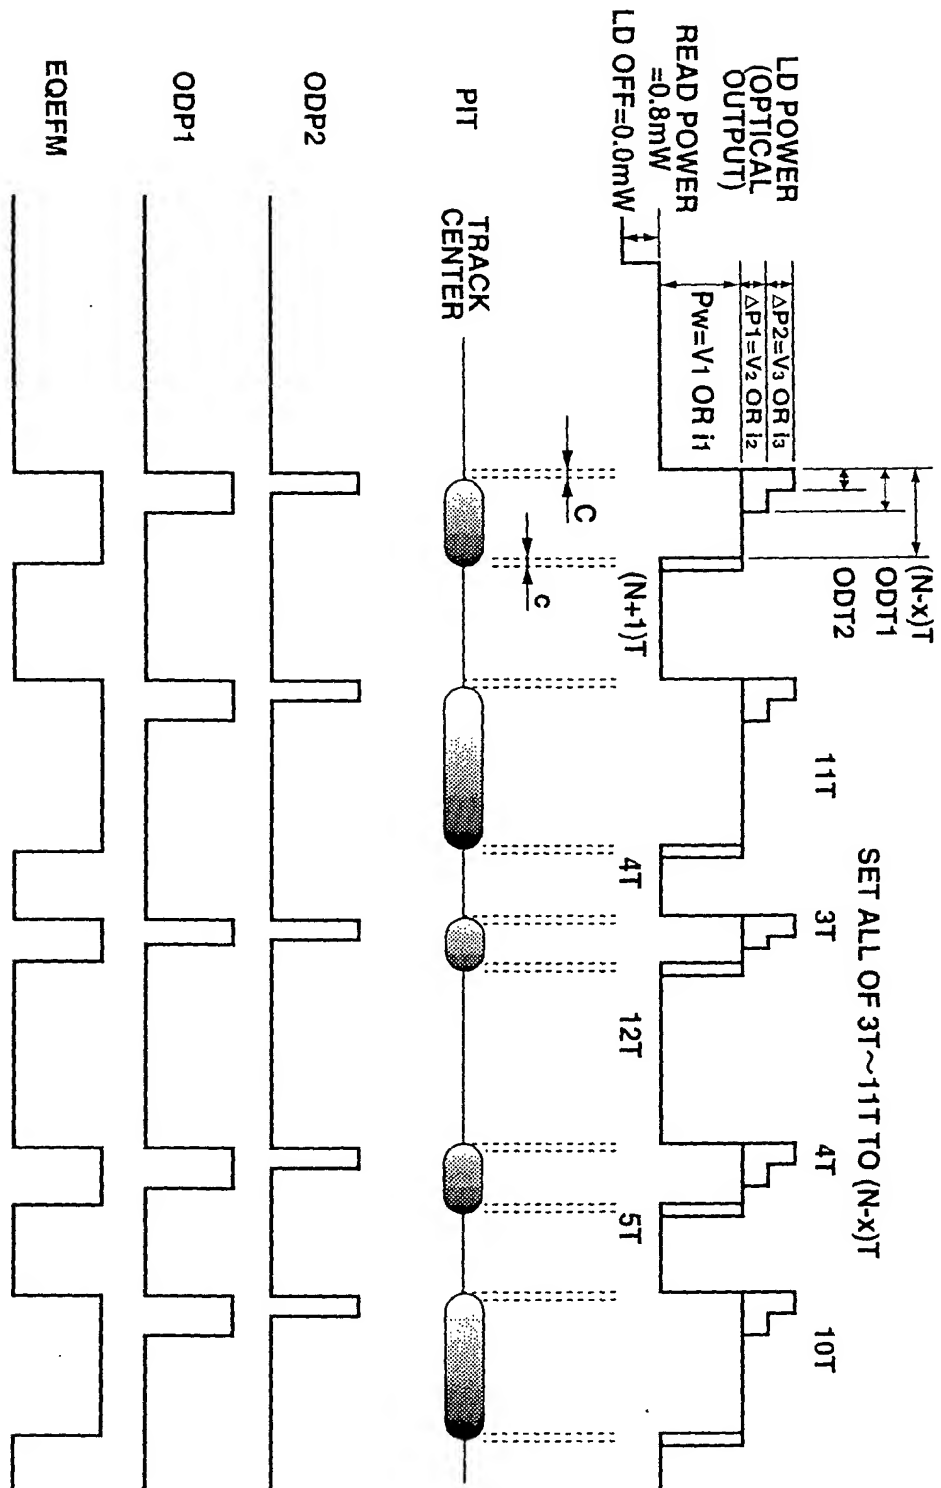 SET ALL OF 3T~11T TO (N-x)T
(N-x)T
ODT1
ODT2
11T
3T
4T
10T
LD POWER
(OPTICAL
OUTPUT)
ΔP2=V3 OR i3
ΔP1=V2 OR i2
Pw=V1 OR i1
READ POWER
=0.8mW
LD OFF=0.0mW
(N+1)T
4T
12T
5T
C
c
PIT
TRACK
CENTER
ODP2
ODP1
EQEFM